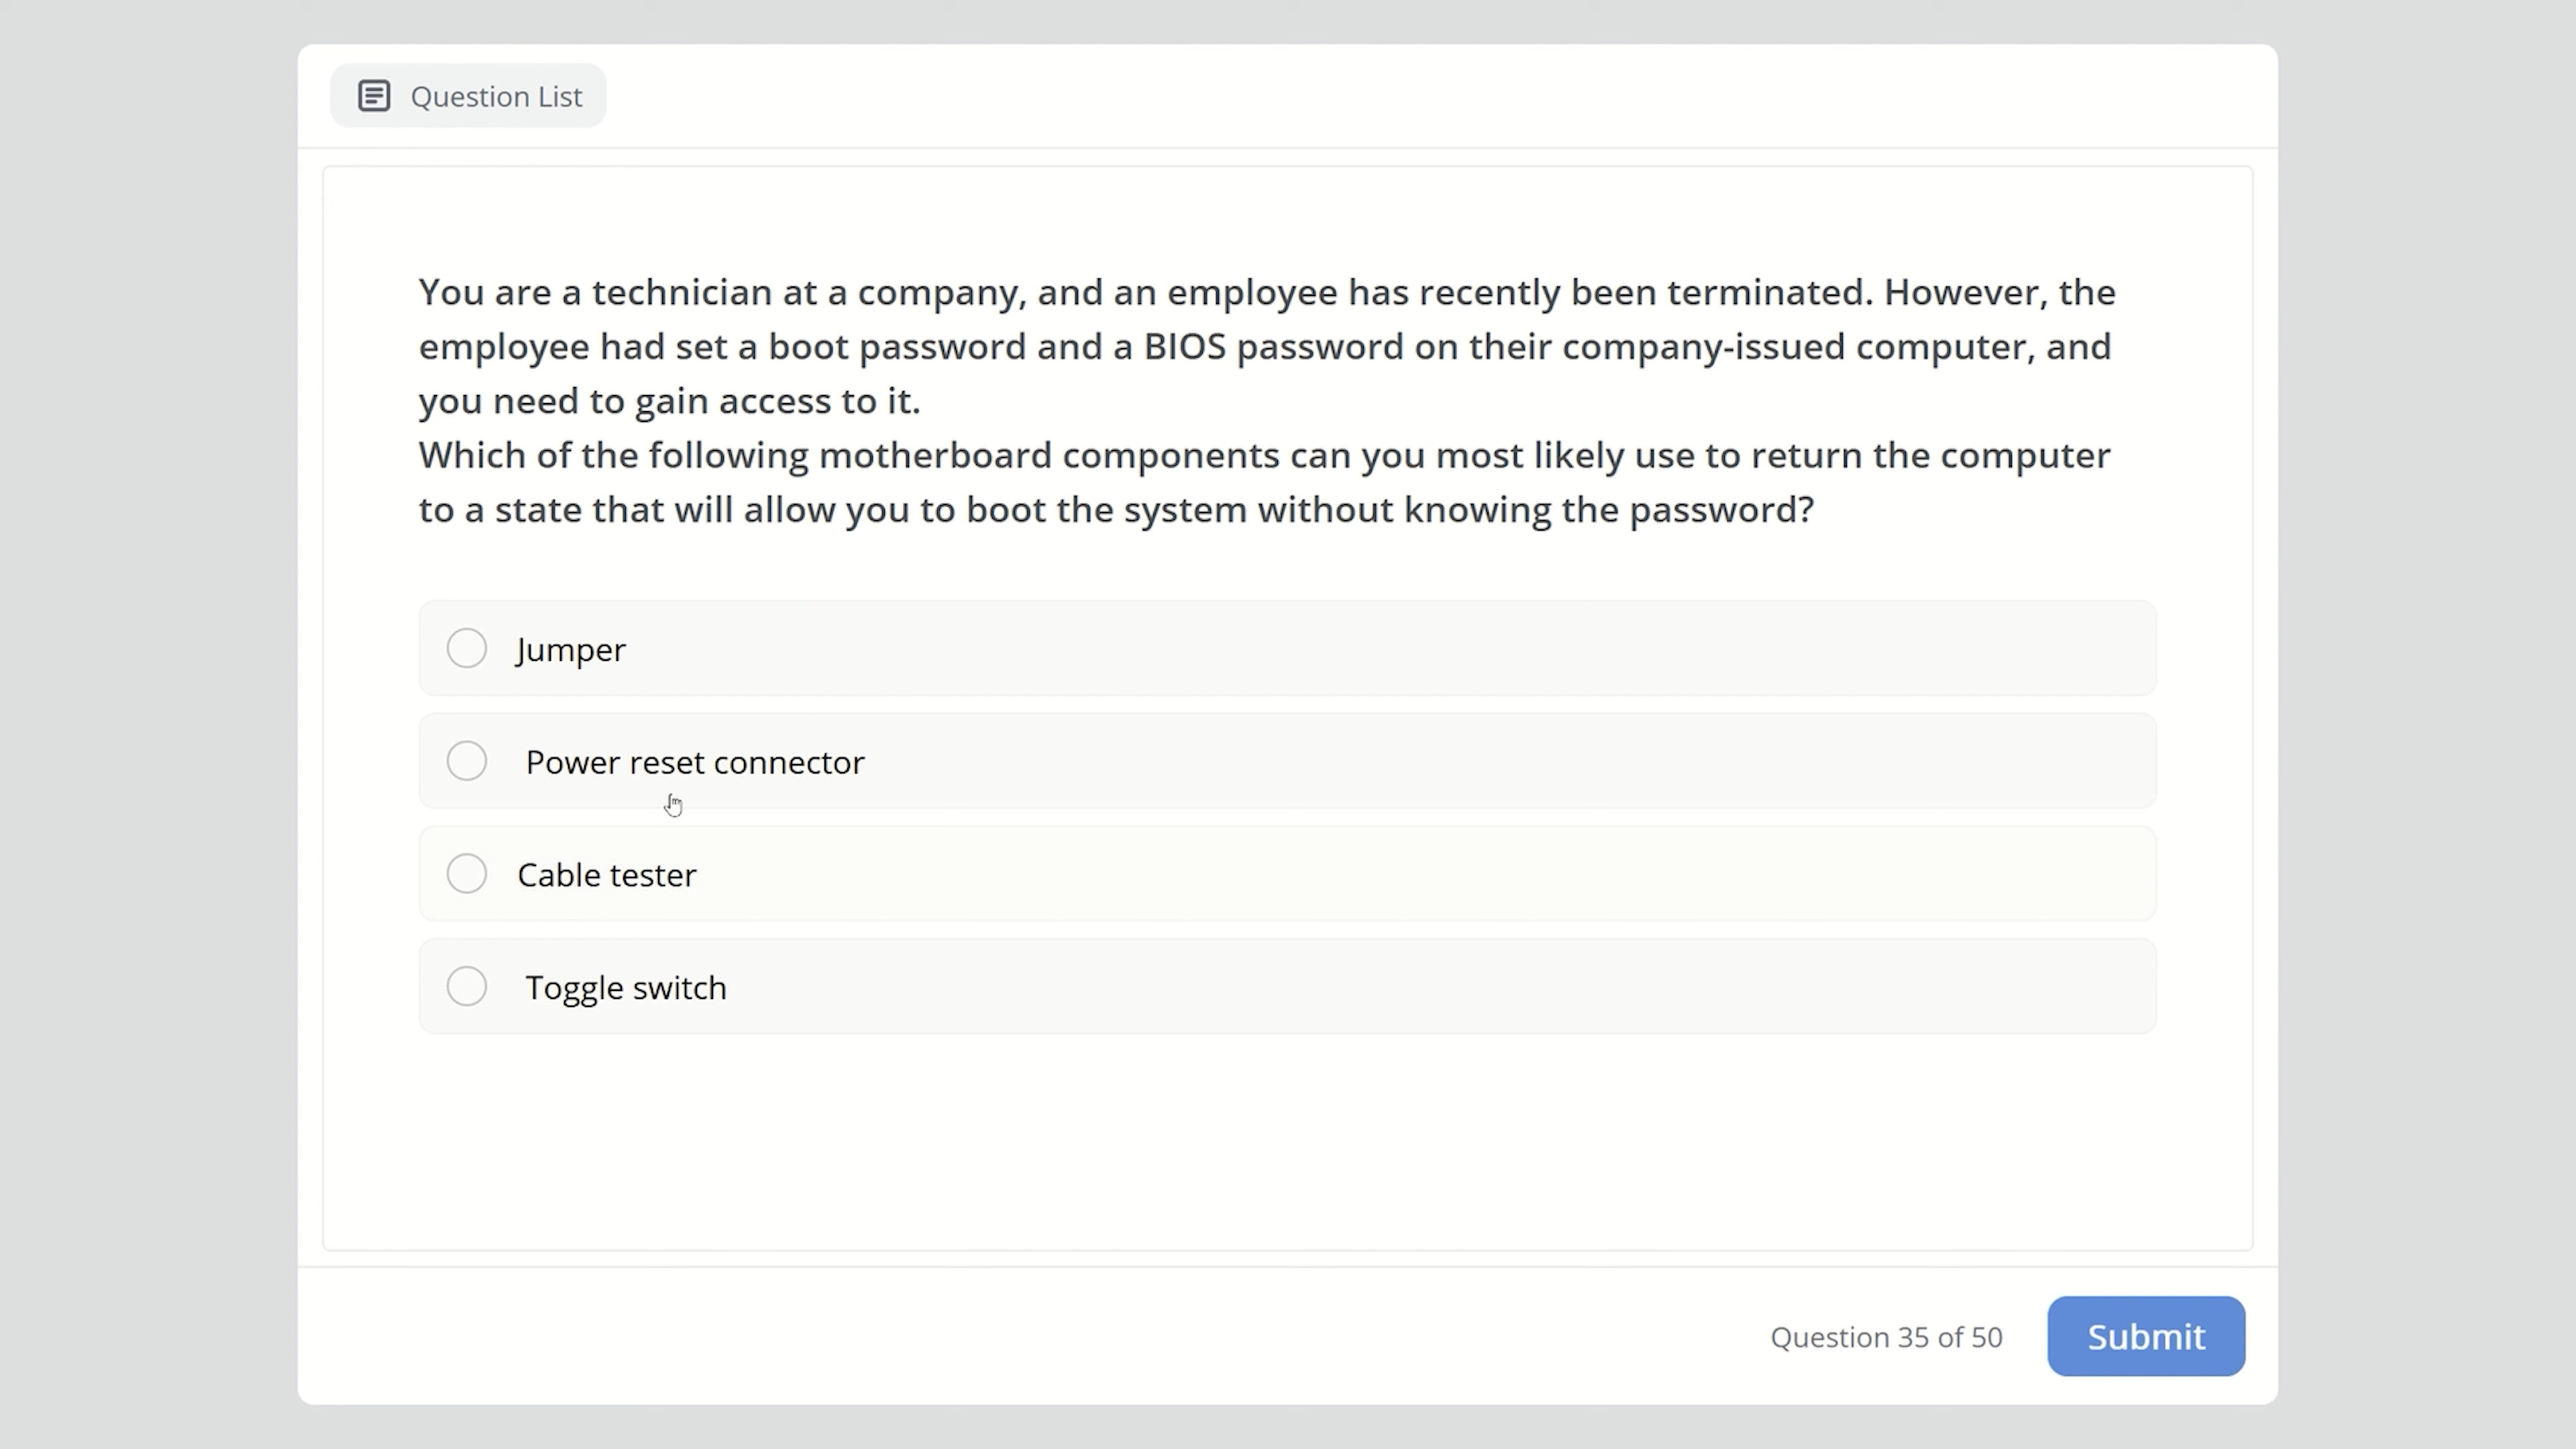 Question List
You are a technician at a company, and an employee has recently been terminated. However, the
employee had set a boot password and a BIOS password on their company-issued computer, and
you need to gain access to it.
Which of the following motherboard components can you most likely use to return the computer
to a state that will allow you to boot the system without knowing the password?
Jumper
Power reset connector
Cable tester
Toggle switch
Question 35 of 50
Submit